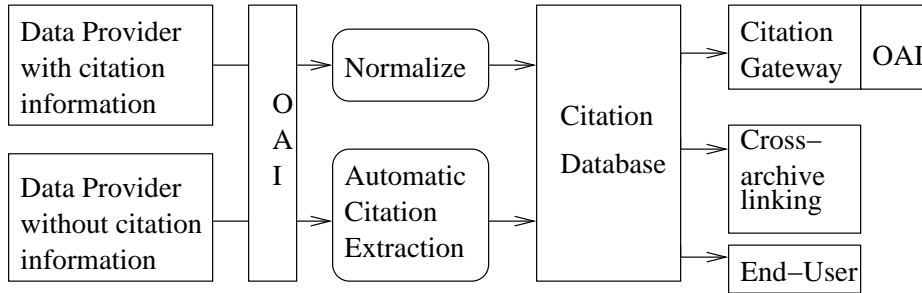 Data Provider
with citation
information
Data Provider
without citation
information
O
A
I
Normalize
Automatic
Citation
Extraction
Citation
Database
Citation
Gateway
OAI
Cross−
archive
linking
End−User